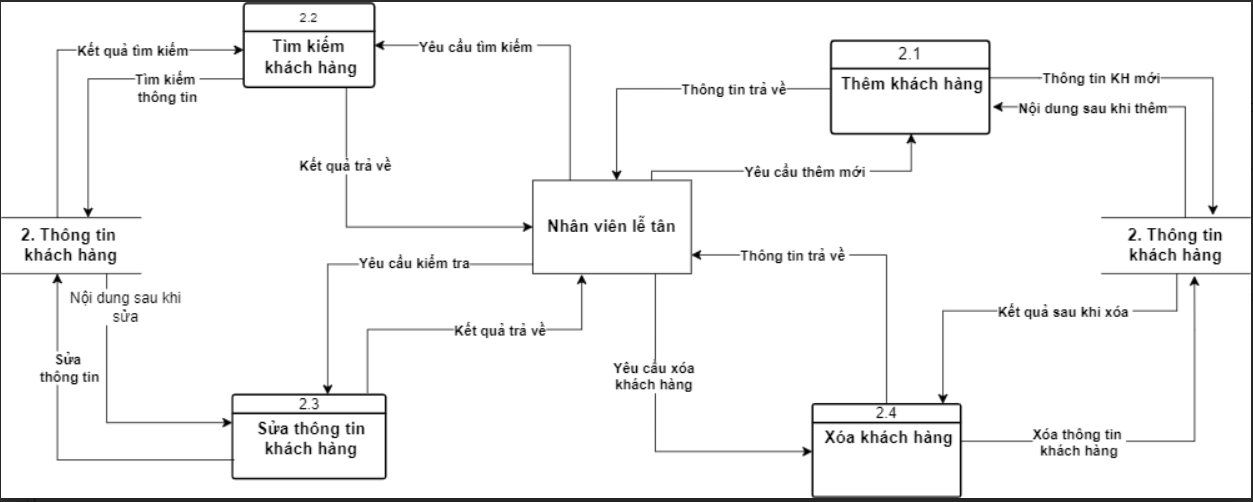 2.2
Tìm kiếm
khách hàng
Kết quả tìm kiếm
Yêu cầu tìm kiếm
Tìm kiếm
thông tin
2.1
Thêm khách hàng
Thông tin KH mới
Thông tin trả về
Nội dung sau khi thêm
Kết quả trả về
Yêu cầu thêm mới
Nhân viên lễ tân
2. Thông tin
khách hàng
2. Thông tin
khách hàng
Yêu cầu kiểm tra
Thông tin trả về
Nội dung sau khi
sửa
Kết quả trả về
Kết quả sau khi xóa
Sửa
thông tin
Yêu cầu xóa
khách hàng
2.3
Sửa thông tin
khách hàng
2.4
Xóa khách hàng
Xóa thông tin
khách hàng